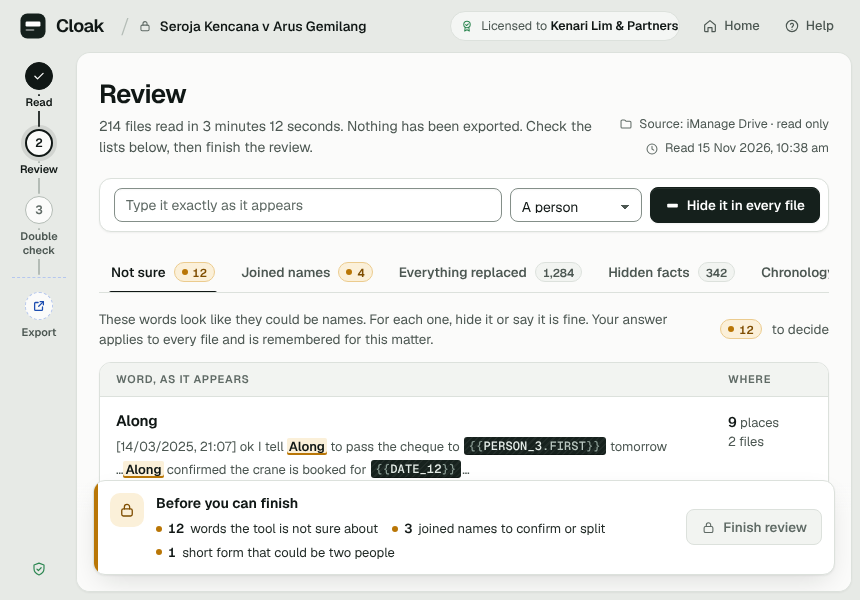 Cloak / Seroja Kencana v Arus Gemilang
Licensed to Kenari Lim & Partners
Home
Help
Read
2
Review
3
Double
check
Export
Review
214 files read in 3 minutes 12 seconds. Nothing has been exported. Check the
lists below, then finish the review.
Source: iManage Drive · read only
Read 15 Nov 2026, 10:38 am
Type it exactly as it appears
A person
Hide it in every file
Not sure 12
Joined names 4
Everything replaced 1,284
Hidden facts 342
Chronology
These words look like they could be names. For each one, hide it or say it is fine. Your answer
applies to every file and is remembered for this matter.
12 to decide
WORD, AS IT APPEARS
WHERE
Along
[14/03/2025, 21:07] ok I tell Along to pass the cheque to {{PERSON_3.FIRST}} tomorrow
…Along confirmed the crane is booked for {{DATE_12}}…
9 places
2 files
Before you can finish
12 words the tool is not sure about
3 joined names to confirm or split
1 short form that could be two people
Finish review